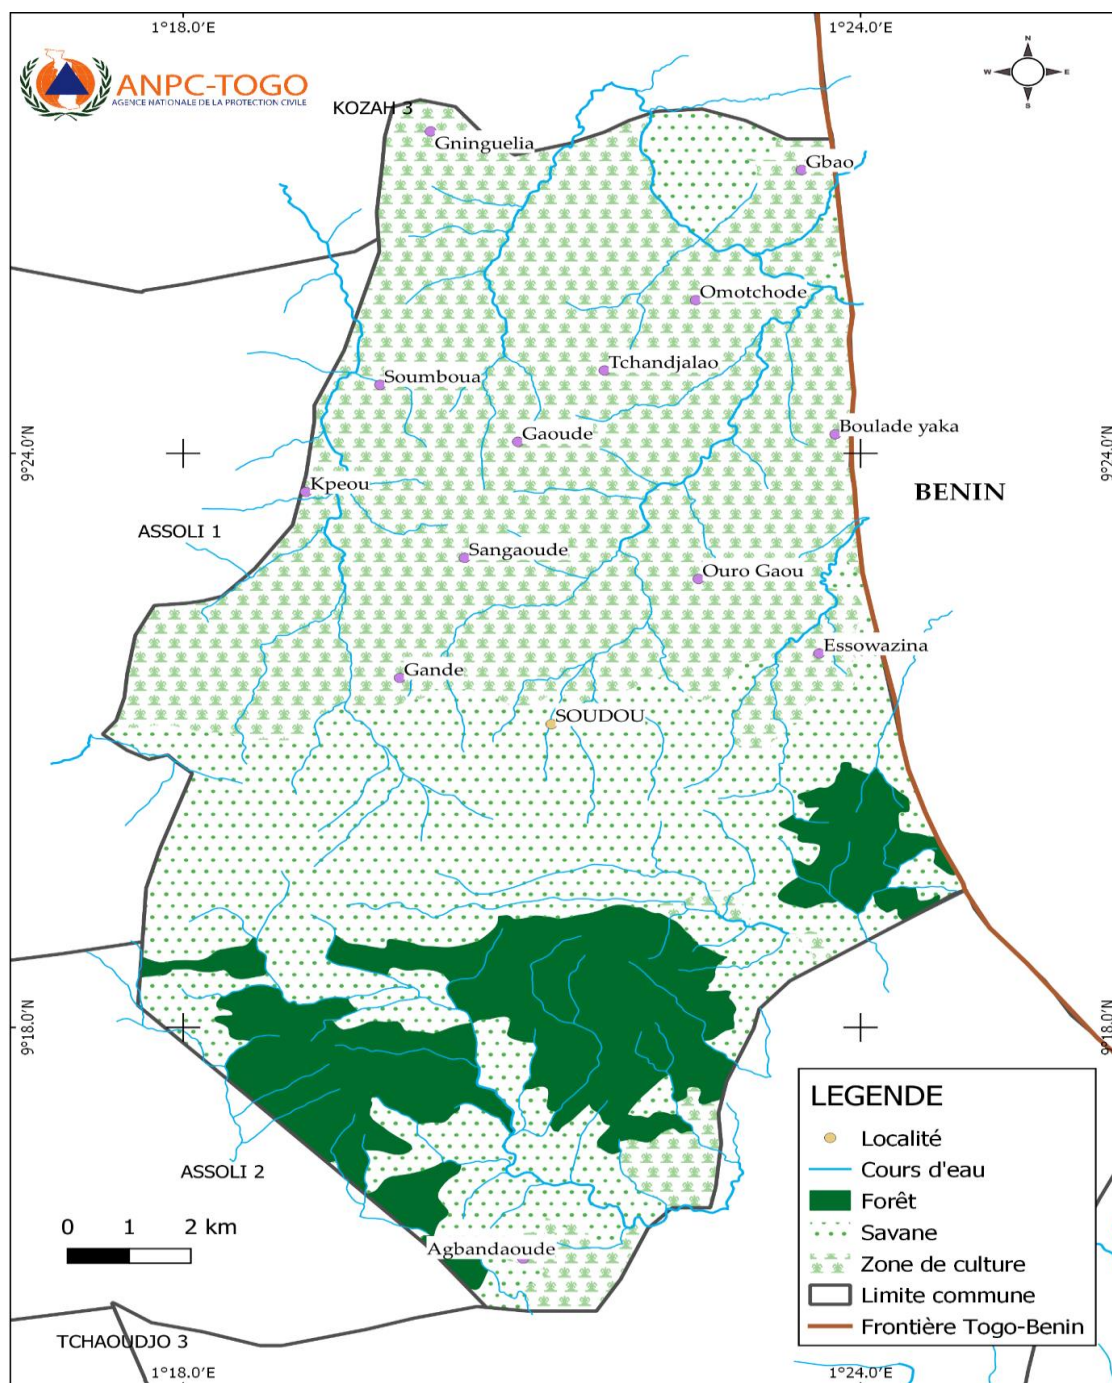 1°18.0'E
1°24.0'E
N
W
E
S
ANPC-TOGO
AGENCE NATIONALE DE LA PROTECTION CIVILE
KOZAH 3
Gninguelia
Gbao
Omotchode
Tchandjalao
Soumboua
Gaoude
Boulade yaka
9°24.0'N
9°24.0'N
Kpeou
BENIN
ASSOLI 1
Sangaoude
Ouro Gaou
Essowazina
Gande
SOUDOU
9°18.0'N
9°18.0'N
ASSOLI 2
Agbandaoude
TCHAOUDJO 3
0 1 2 km
LEGENDE
Localité
Cours d'eau
Forêt
Savane
Zone de culture
Limite commune
Frontière Togo-Benin
1°18.0'E
1°24.0'E